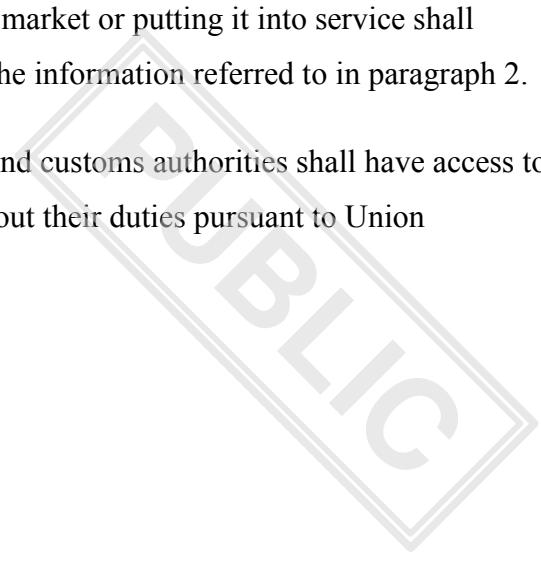 market or putting it into service shall
he information referred to in paragraph 2.
nd customs authorities shall have access to
out their duties pursuant to Union
PUBLIC